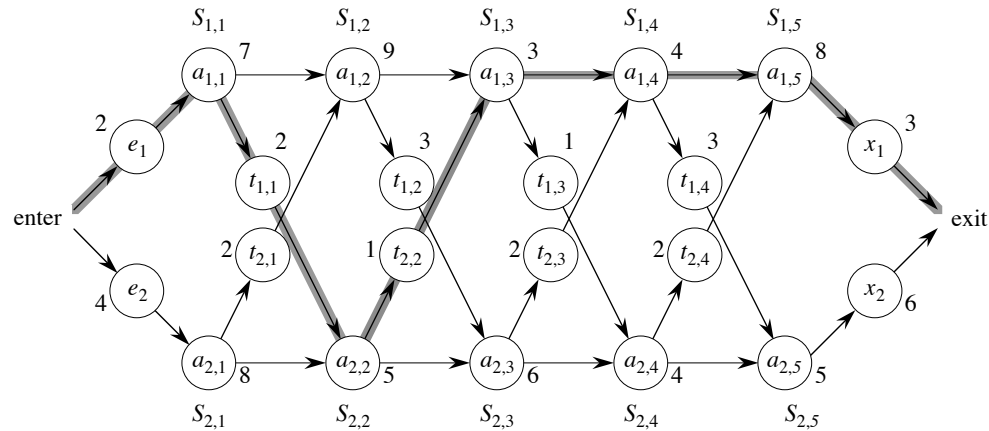 S1,1 S1,2 S1,3 S1,4 S1,5
7 9 3 4 8
a1,1 a1,2 a1,3 a1,4 a1,5
2 2 3 1 3 3
e1 x1
t1,1 t1,2 t1,3 t1,4
enter exit
2 t2,1 1 t2,2 2 t2,3 2 t2,4
e2 x2
4 6
a2,1 a2,2 a2,3 a2,4 a2,5
8 5 6 4 5
S2,1 S2,2 S2,3 S2,4 S2,5